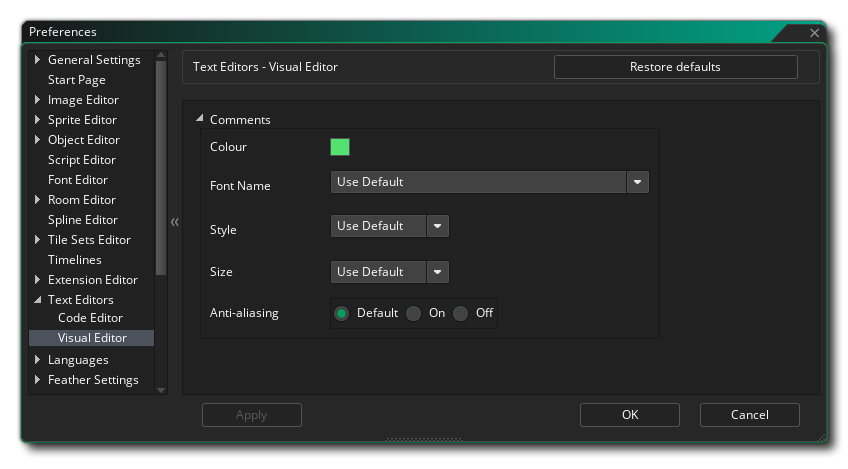 Preferences
General Settings
Start Page
Image Editor
Sprite Editor
Object Editor
Script Editor
Font Editor
Room Editor
Spline Editor
Tile Sets Editor
Timelines
Extension Editor
Text Editors
Code Editor
Visual Editor
Languages
Feather Settings
Text Editors - Visual Editor
Restore defaults
Comments
Colour
Font Name
Use Default
Style
Use Default
Size
Use Default
Anti-aliasing
Default On Off
Apply
OK
Cancel